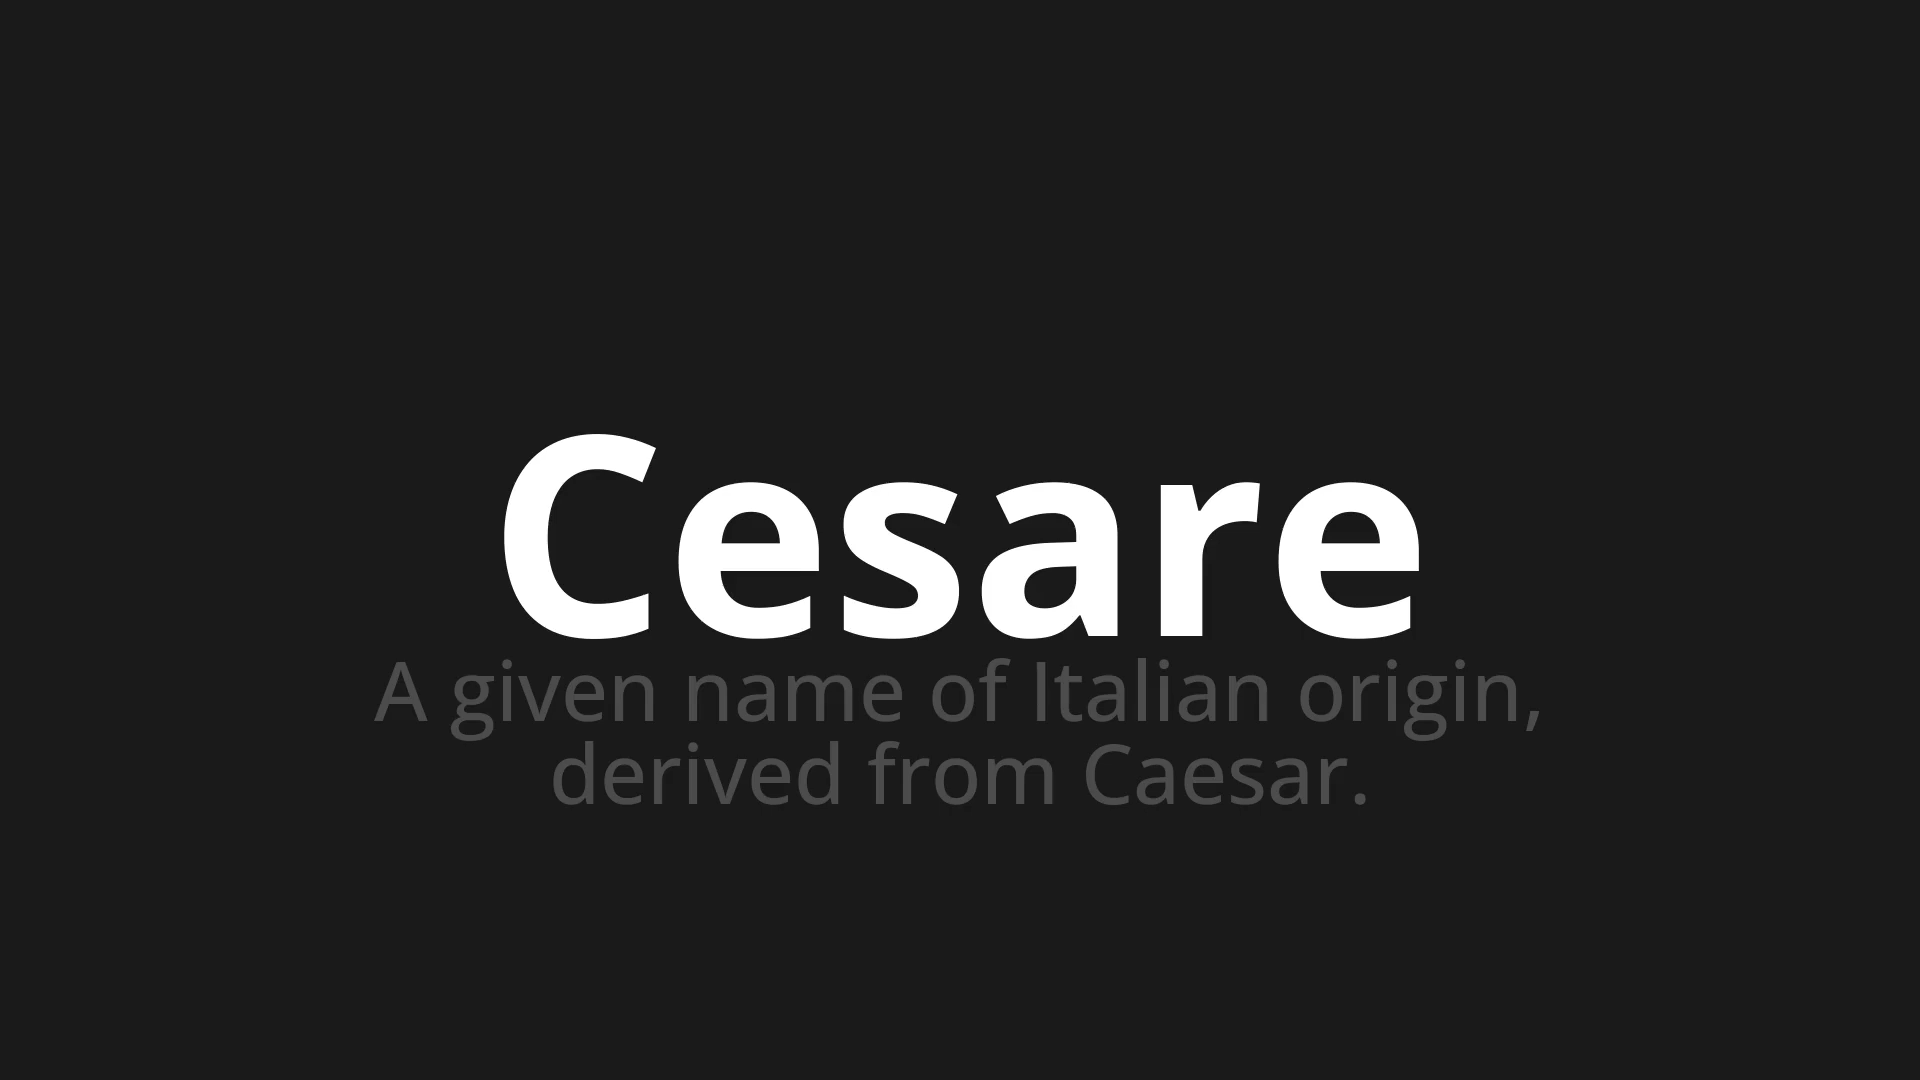 Cesare
A given name of Italian origin,
derived from Caesar.